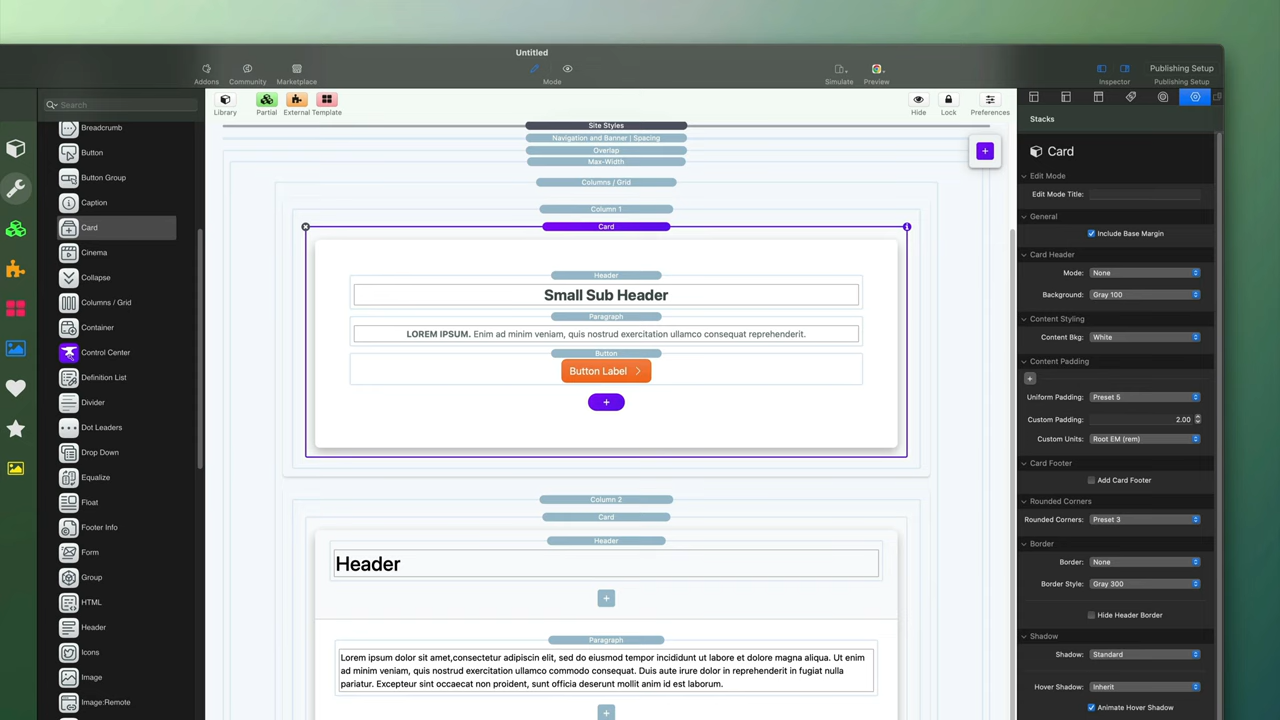 Untitled
Addons
Community
Marketplace
Mode
Simulate
Preview
Inspector
Publishing Setup
Publishing Setup
Search
Library
Partial
External
Template
Hide
Lock
Preferences
Breadcrumb
Button
Button Group
Caption
Card
Cinema
Collapse
Columns / Grid
Container
Control Center
Definition List
Divider
Dot Leaders
Drop Down
Equalize
Float
Footer Info
Form
Group
HTML
Header
Icons
Image
Image:Remote
Site Styles
Navigation and Banner | Spacing
Overlap
Max-Width
Columns / Grid
Column 1
Card
Header
Small Sub Header
Paragraph
LOREM IPSUM. Enim ad minim veniam, quis nostrud exercitation ullamco consequat reprehenderit.
Button
Button Label
Column 2
Card
Header
Header
Paragraph
Lorem ipsum dolor sit amet,consectetur adipiscin elit, sed do eiusmod tempor incididunt ut labore et dolore magna aliqua. Ut enim
ad minim veniam, quis nostrud exercitation ullamco laboris nisi ut aliquip ex ea commodo consequat. Duis aute irure dolor in fugiat nulla
pariatur. Excepteur sint occaecat non proident, sunt officia deserunt mollit anim id est laborum.
Stacks
Card
Edit Mode
Edit Mode Title:
General
Include Base Margin
Card Header
Mode: None
Background: Gray 100
Content Styling
Content Bkg: White
Content Padding
Uniform Padding: Preset 5
Custom Padding: 2.00
Custom Units: Root EM (rem)
Card Footer
Add Card Footer
Rounded Corners
Rounded Corners: Preset 3
Border
Border: None
Border Style: Gray 300
Hide Header Border
Shadow
Shadow: Standard
Hover Shadow: Inherit
Animate Hover Shadow